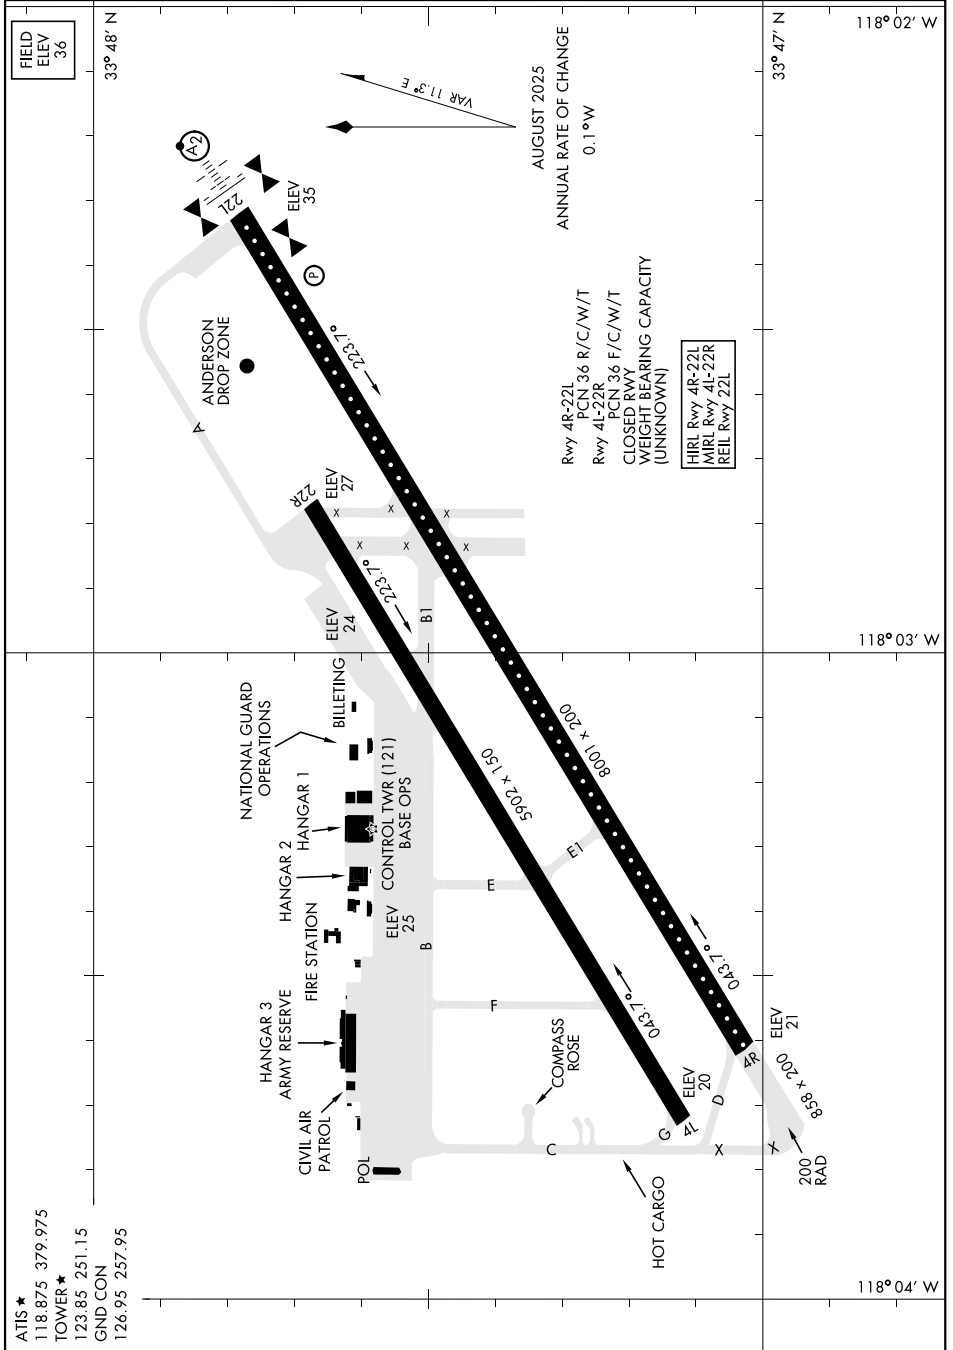 FIELD
ELEV
36
33° 48' N
33° 47' N
118° 02' W
118° 03' W
118° 04' W
ATIS ★
118.875 379.975
TOWER ★
123.85 251.15
GND CON
126.95 257.95
VAR 11.3° E
AUGUST 2025
ANNUAL RATE OF CHANGE
0.1° W
A2
22L
ELEV
35
P
223.7°
ANDERSON
DROP ZONE
A
22R
ELEV
27
X
X
X
X
X
X
223.7°
ELEV
24
B1
Rwy 4R-22L
PCN 36 R/C/W/T
Rwy 4L-22R
PCN 36 F/C/W/T
CLOSED RWY
WEIGHT BEARING CAPACITY
(UNKNOWN)
HIRL Rwy 4R-22L
MIRL Rwy 4L-22R
REIL Rwy 22L
BILLETING
NATIONAL GUARD
OPERATIONS
HANGAR 1
HANGAR 2
CONTROL TWR (121)
BASE OPS
FIRE STATION
ELEV
25
B
HANGAR 3
ARMY RESERVE
CIVIL AIR
PATROL
POL
5902 × 150
8001 × 200
E
E1
F
043.7°
043.7°
COMPASS
ROSE
ELEV
20
ELEV
21
4L
4R
G
D
C
X
X
858 × 200
200
RAD
HOT CARGO